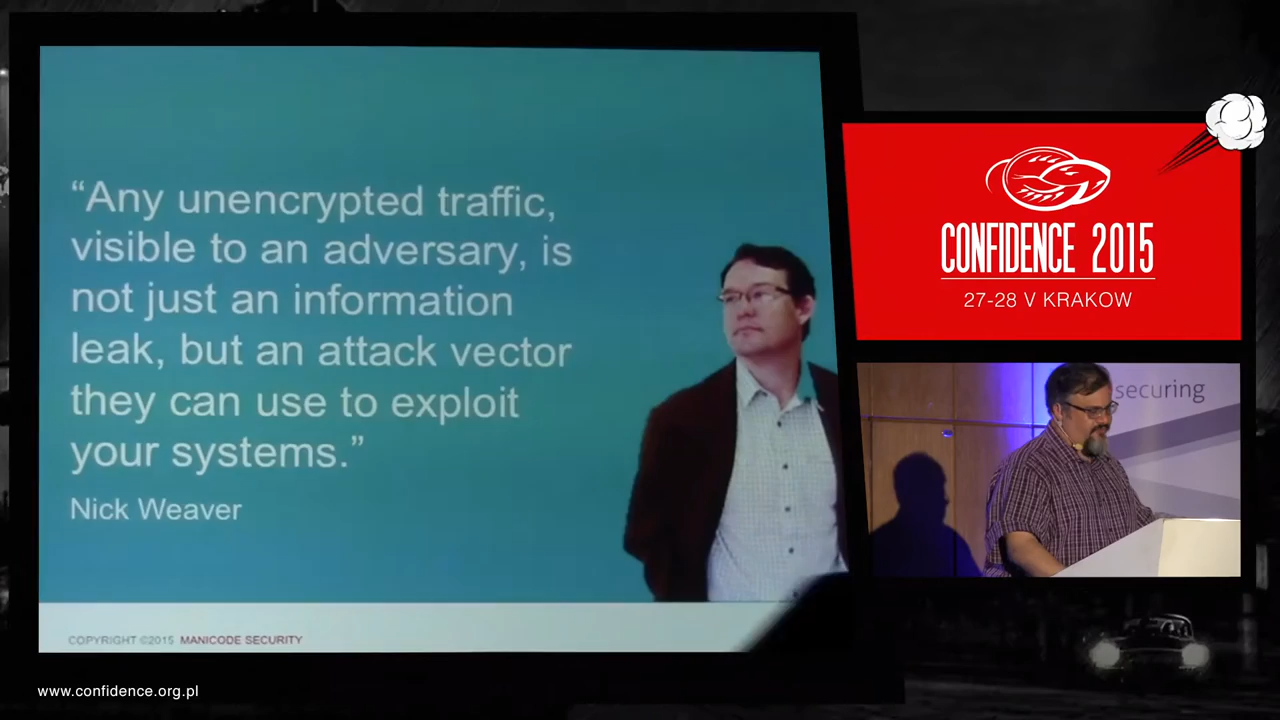 “Any unencrypted traffic,
visible to an adversary, is
not just an information
leak, but an attack vector
they can use to exploit
your systems.”
Nick Weaver
COPYRIGHT ©2015 MANICODE SECURITY
CONFIDENCE 2015
27-28 V KRAKOW
securing
www.confidence.org.pl